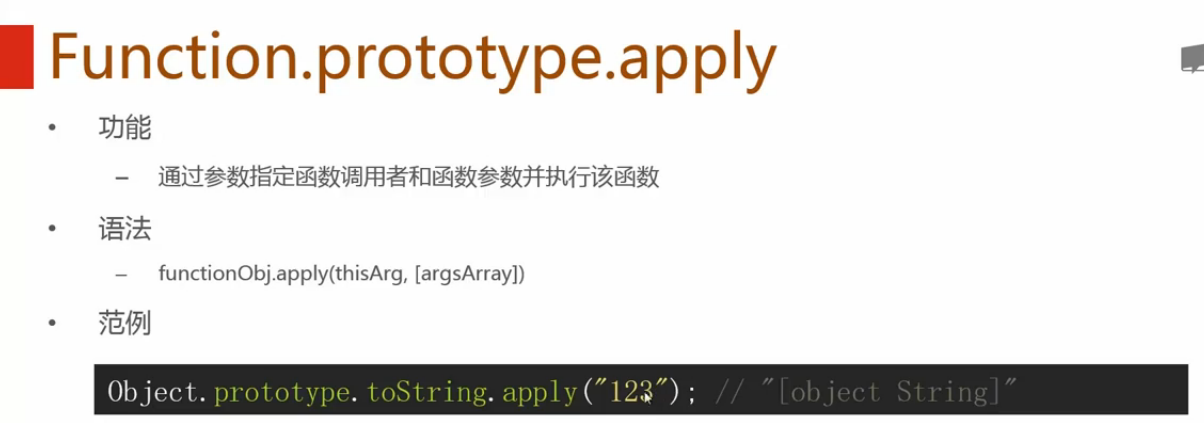 Function.prototype.apply
• 功能
– 通过参数指定函数调用者和函数参数并执行该函数
• 语法
– functionObj.apply(thisArg, [argsArray])
• 范例
Object.prototype.toString.apply("123"); // "[object String]"